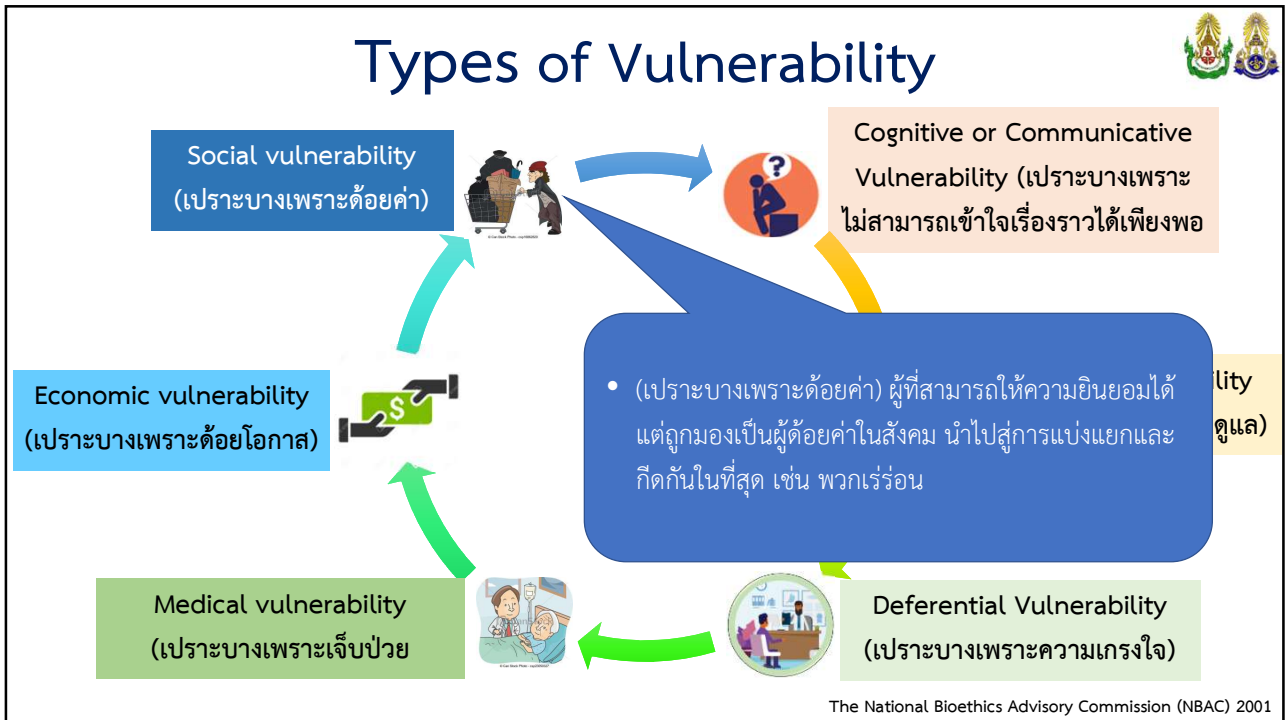 Types of Vulnerability
Social vulnerability
(เปราะบางเพราะด้อยค่า)
Cognitive or Communicative
Vulnerability (เปราะบางเพราะ
ไม่สามารถเข้าใจเรื่องราวได้เพียงพอ
• (เปราะบางเพราะด้อยค่า) ผู้ที่สามารถให้ความยินยอมได้
แต่ถูกมองเป็นผู้ด้อยค่าในสังคม นำไปสู่การแบ่งแยกและ
กีดกันในที่สุด เช่น พวกเร่ร่อน
Economic vulnerability
(เปราะบางเพราะด้อยโอกาส)
lity
ดูแล)
Medical vulnerability
(เปราะบางเพราะเจ็บป่วย
Deferential Vulnerability
(เปราะบางเพราะความเกรงใจ)
The National Bioethics Advisory Commission (NBAC) 2001